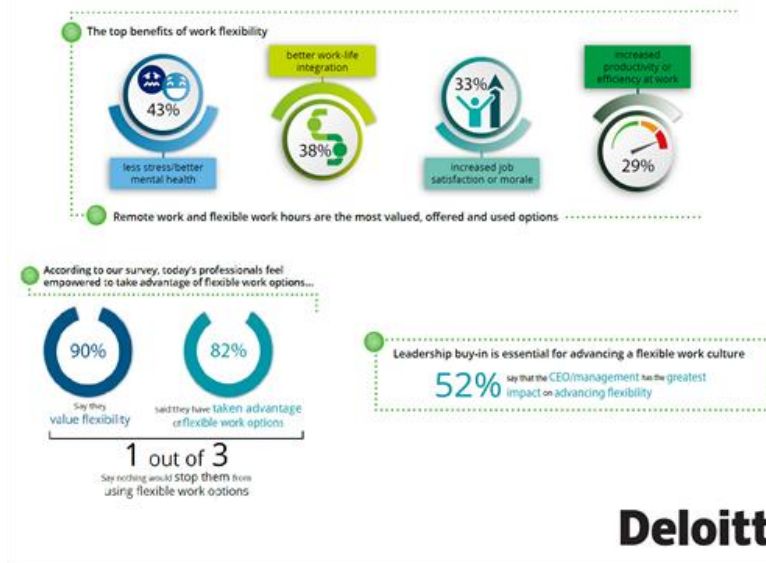 The top benefits of work flexibility
43%
less stress/better
mental health
better work-life
integration
38%
33%
increased job
satisfaction or morale
increased
productivity or
efficiency at work
29%
Remote work and flexible work hours are the most valued, offered and used options
According to our survey, today's professionals feel
empowered to take advantage of flexible work options...
90%
Say they
value flexibility
82%
said they have taken advantage
of flexible work options
1 out of 3
Say nothing would stop them from
using flexible work options
Leadership buy-in is essential for advancing a flexible work culture
52% say that the CEO/management has the greatest
impact on advancing flexibility
Deloitt